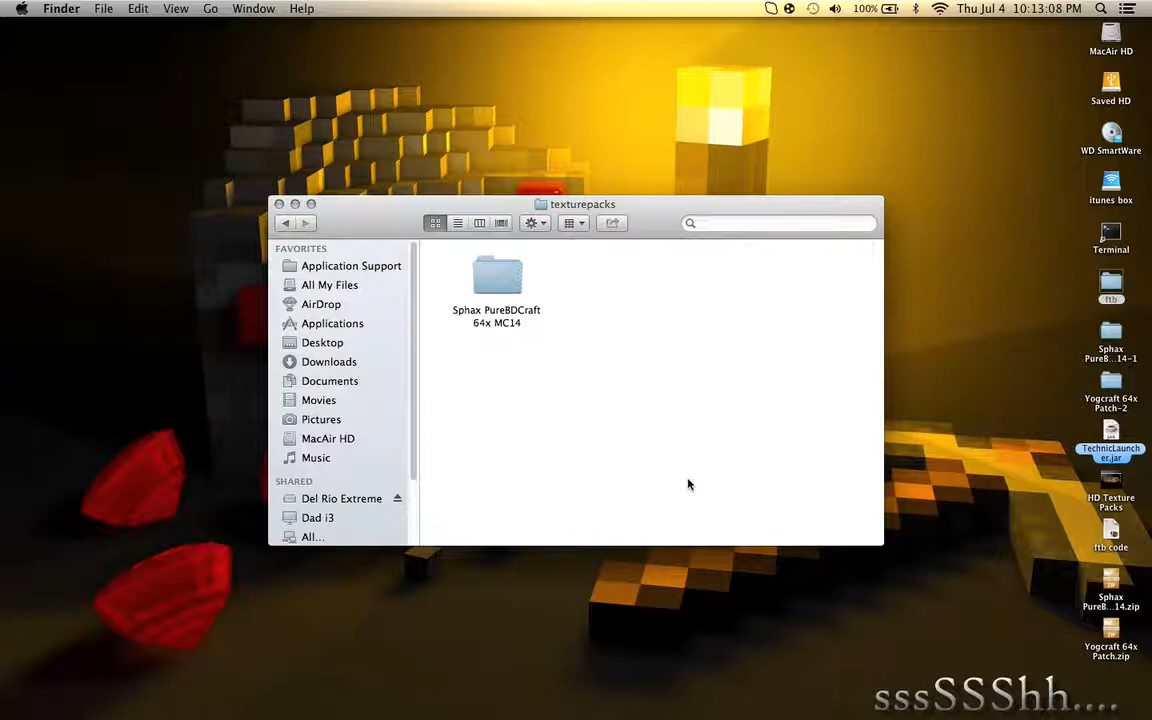 Finder File Edit View Go Window Help 100% Thu Jul 4 10:13:08 PM
MacAir HD
Saved HD
WD SmartWare
itunes box
Terminal
ftb
Sphax
PureB...14-1
Yogcraft 64x
Patch-2
TechnicLaunch
er.jar
HD Texture
Packs
ftb code
Sphax
PureB...14.zip
Yogcraft 64x
Patch.zip
texturepacks
FAVORITES
Application Support
All My Files
AirDrop
Applications
Desktop
Downloads
Documents
Movies
Pictures
MacAir HD
Music
SHARED
Del Rio Extreme
Dad i3
All...
Sphax PureBDCraft
64x MC14
sssSSShh....